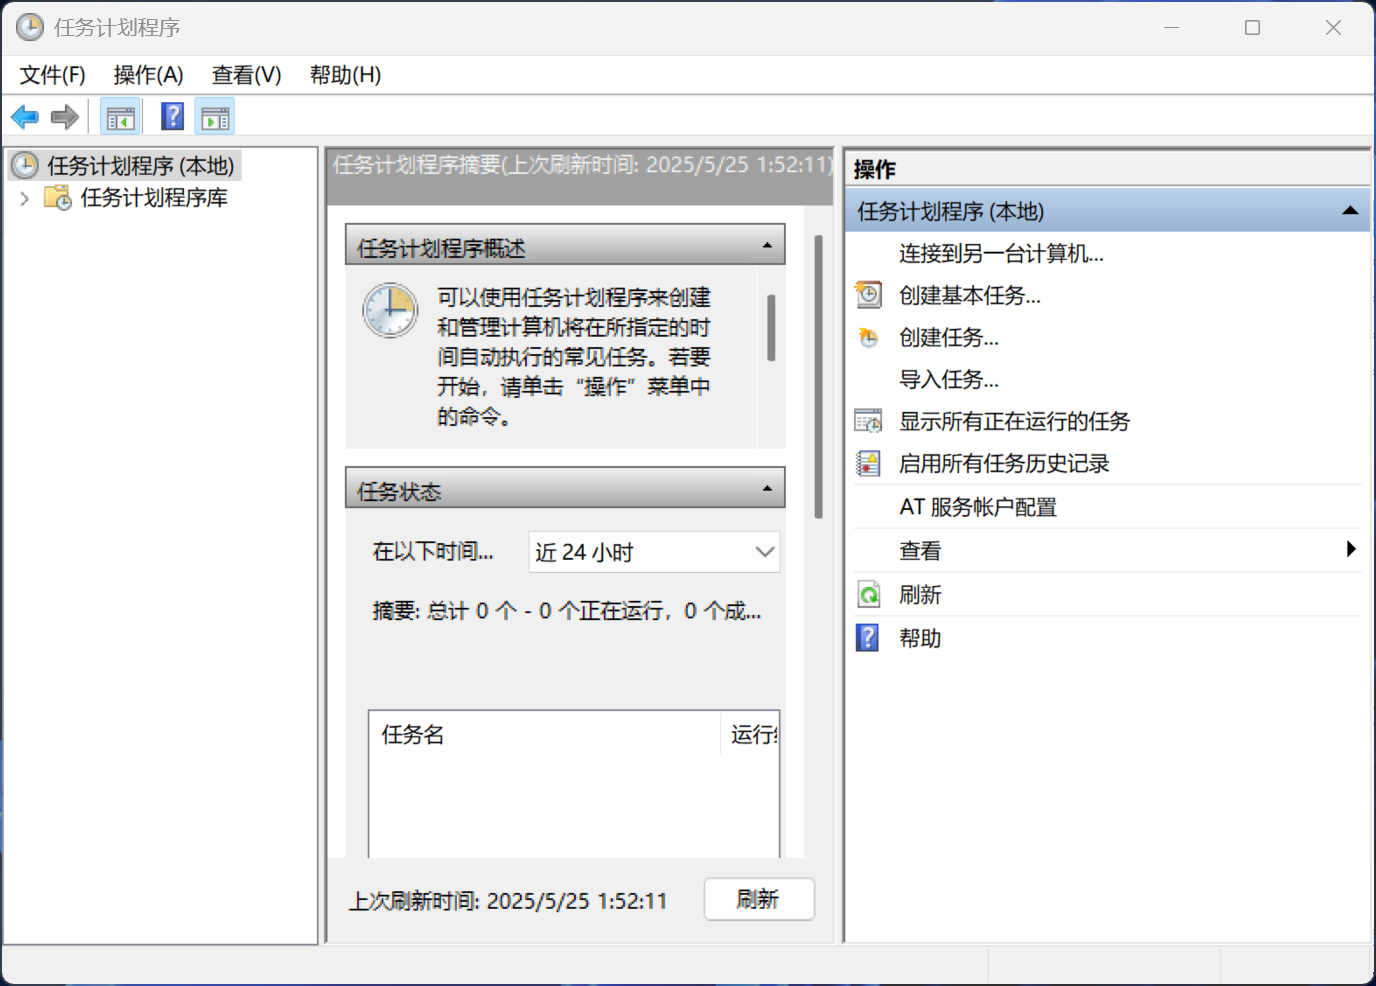 任务计划程序
文件(F) 操作(A) 查看(V) 帮助(H)
任务计划程序 (本地)
任务计划程序库
任务计划程序摘要(上次刷新时间: 2025/5/25 1:52:11)
任务计划程序概述
可以使用任务计划程序来创建
和管理计算机将在所指定的时
间自动执行的常见任务。若要
开始，请单击“操作”菜单中
的命令。
任务状态
在以下时间... 近 24 小时
摘要: 总计 0 个 - 0 个正在运行，0 个成...
任务名 运行
上次刷新时间: 2025/5/25 1:52:11 刷新
操作
任务计划程序 (本地)
连接到另一台计算机...
创建基本任务...
创建任务...
导入任务...
显示所有正在运行的任务
启用所有任务历史记录
AT 服务帐户配置
查看
刷新
帮助